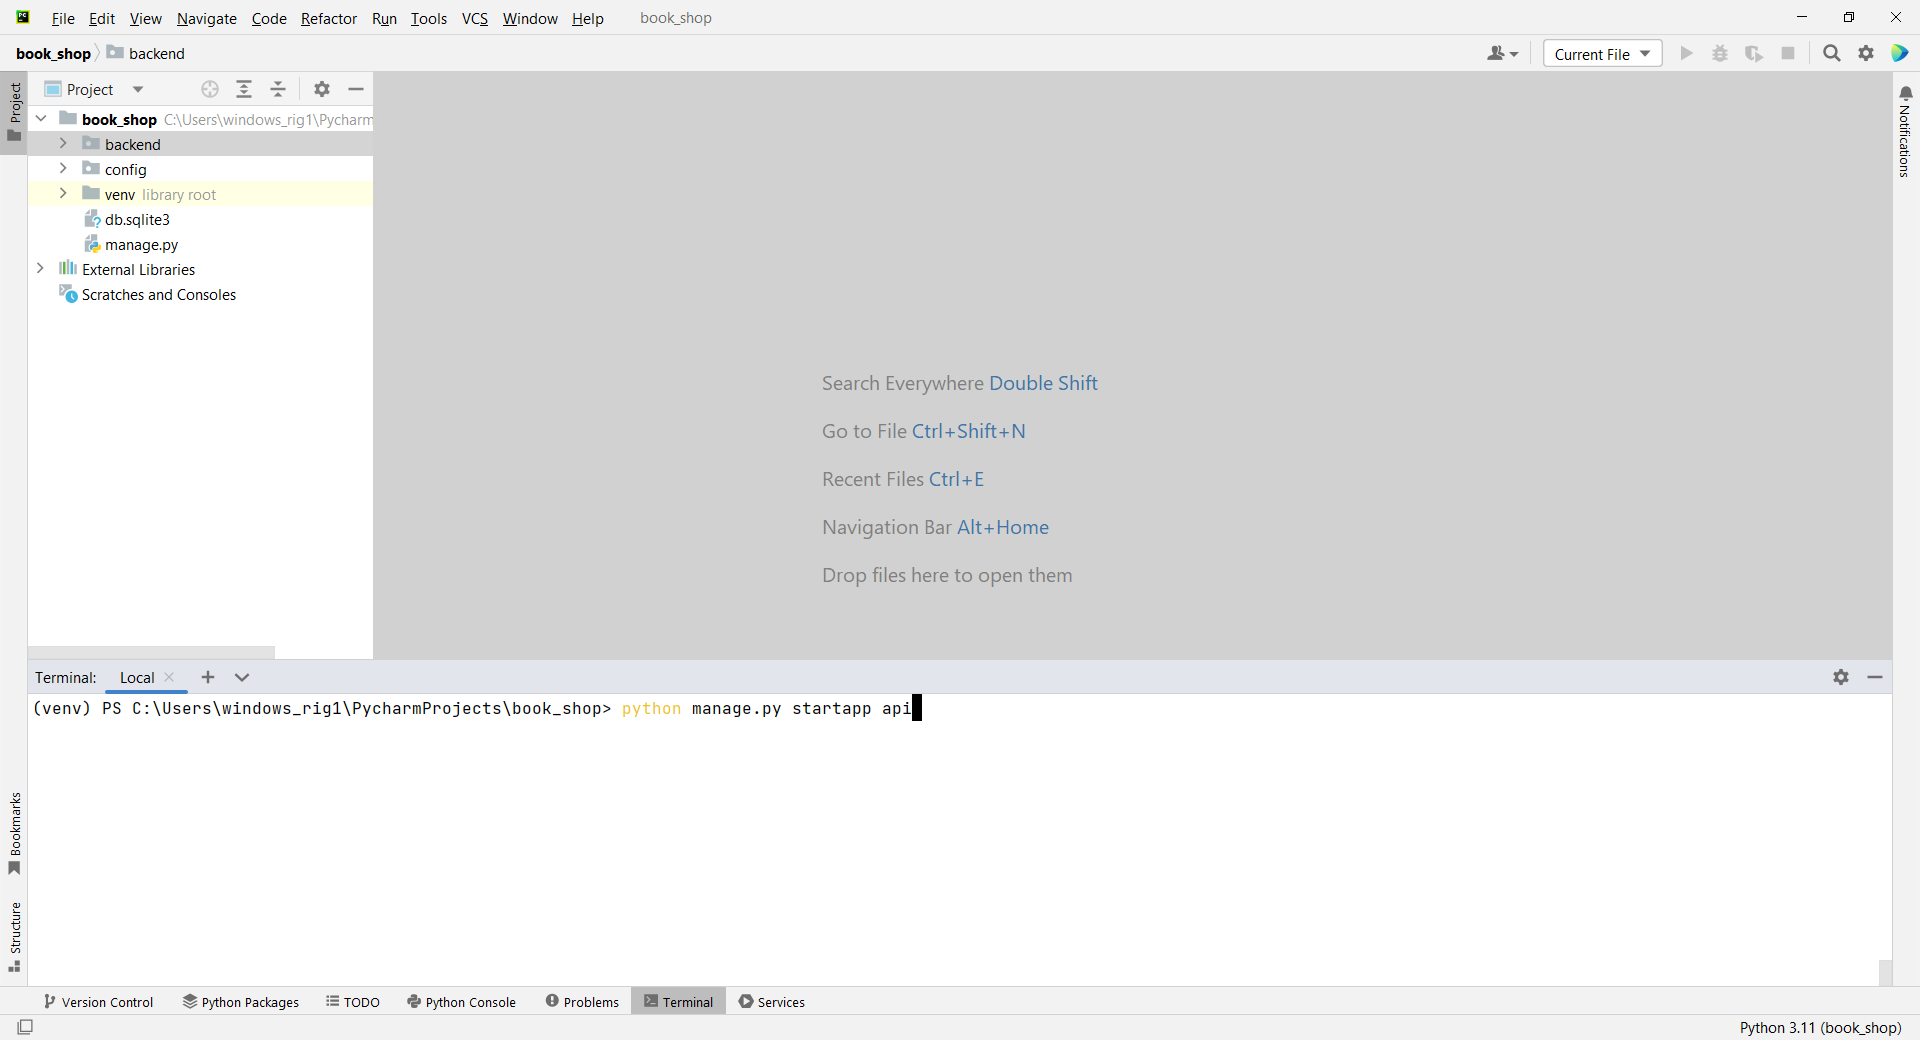 File Edit View Navigate Code Refactor Run Tools VCS Window Help book_shop
book_shop backend
Current File
Project
Project
Notifications
book_shop C:\Users\windows_rig1\Pycharm
backend
config
venv library root
db.sqlite3
manage.py
External Libraries
Scratches and Consoles
Search Everywhere Double Shift
Go to File Ctrl+Shift+N
Recent Files Ctrl+E
Navigation Bar Alt+Home
Drop files here to open them
Terminal: Local
(venv) PS C:\Users\windows_rig1\PycharmProjects\book_shop> python manage.py startapp api
Bookmarks
Structure
Version Control Python Packages TODO Python Console Problems Terminal Services
Python 3.11 (book_shop)